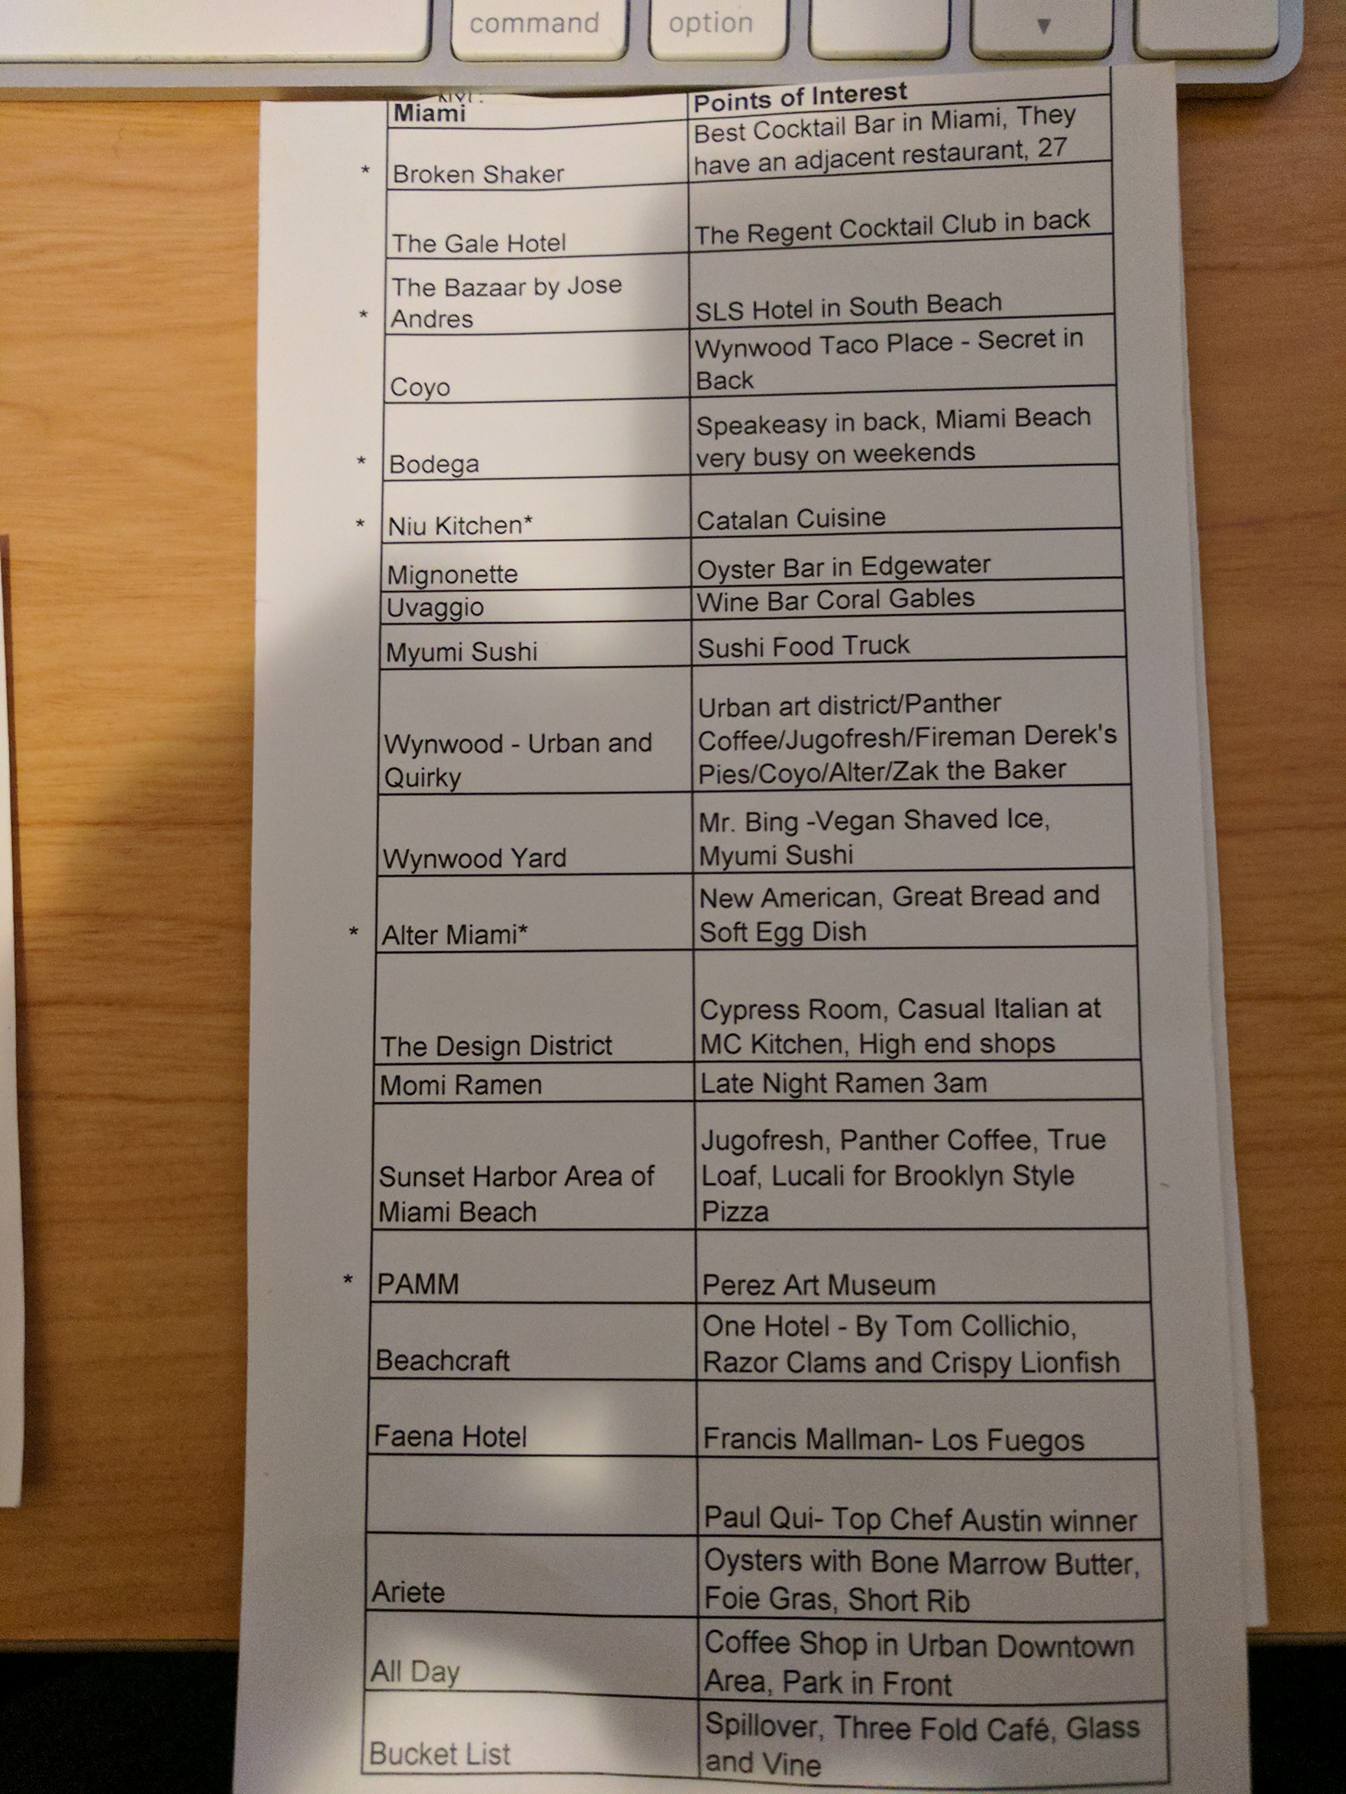 command
option
▼
Miami
Points of Interest
* Broken Shaker
Best Cocktail Bar in Miami, They
have an adjacent restaurant, 27
The Gale Hotel
The Regent Cocktail Club in back
The Bazaar by Jose
* Andres
SLS Hotel in South Beach
Coyo
Wynwood Taco Place - Secret in
Back
* Bodega
Speakeasy in back, Miami Beach
very busy on weekends
* Niu Kitchen*
Catalan Cuisine
Mignonette
Oyster Bar in Edgewater
Uvaggio
Wine Bar Coral Gables
Myumi Sushi
Sushi Food Truck
Wynwood - Urban and
Quirky
Urban art district/Panther
Coffee/Jugofresh/Fireman Derek's
Pies/Coyo/Alter/Zak the Baker
Wynwood Yard
Mr. Bing -Vegan Shaved Ice,
Myumi Sushi
* Alter Miami*
New American, Great Bread and
Soft Egg Dish
The Design District
Cypress Room, Casual Italian at
MC Kitchen, High end shops
Momi Ramen
Late Night Ramen 3am
Sunset Harbor Area of
Miami Beach
Jugofresh, Panther Coffee, True
Loaf, Lucali for Brooklyn Style
Pizza
* PAMM
Perez Art Museum
Beachcraft
One Hotel - By Tom Collichio,
Razor Clams and Crispy Lionfish
Faena Hotel
Francis Mallman- Los Fuegos
Paul Qui- Top Chef Austin winner
Ariete
Oysters with Bone Marrow Butter,
Foie Gras, Short Rib
All Day
Coffee Shop in Urban Downtown
Area, Park in Front
Bucket List
Spillover, Three Fold Café, Glass
and Vine